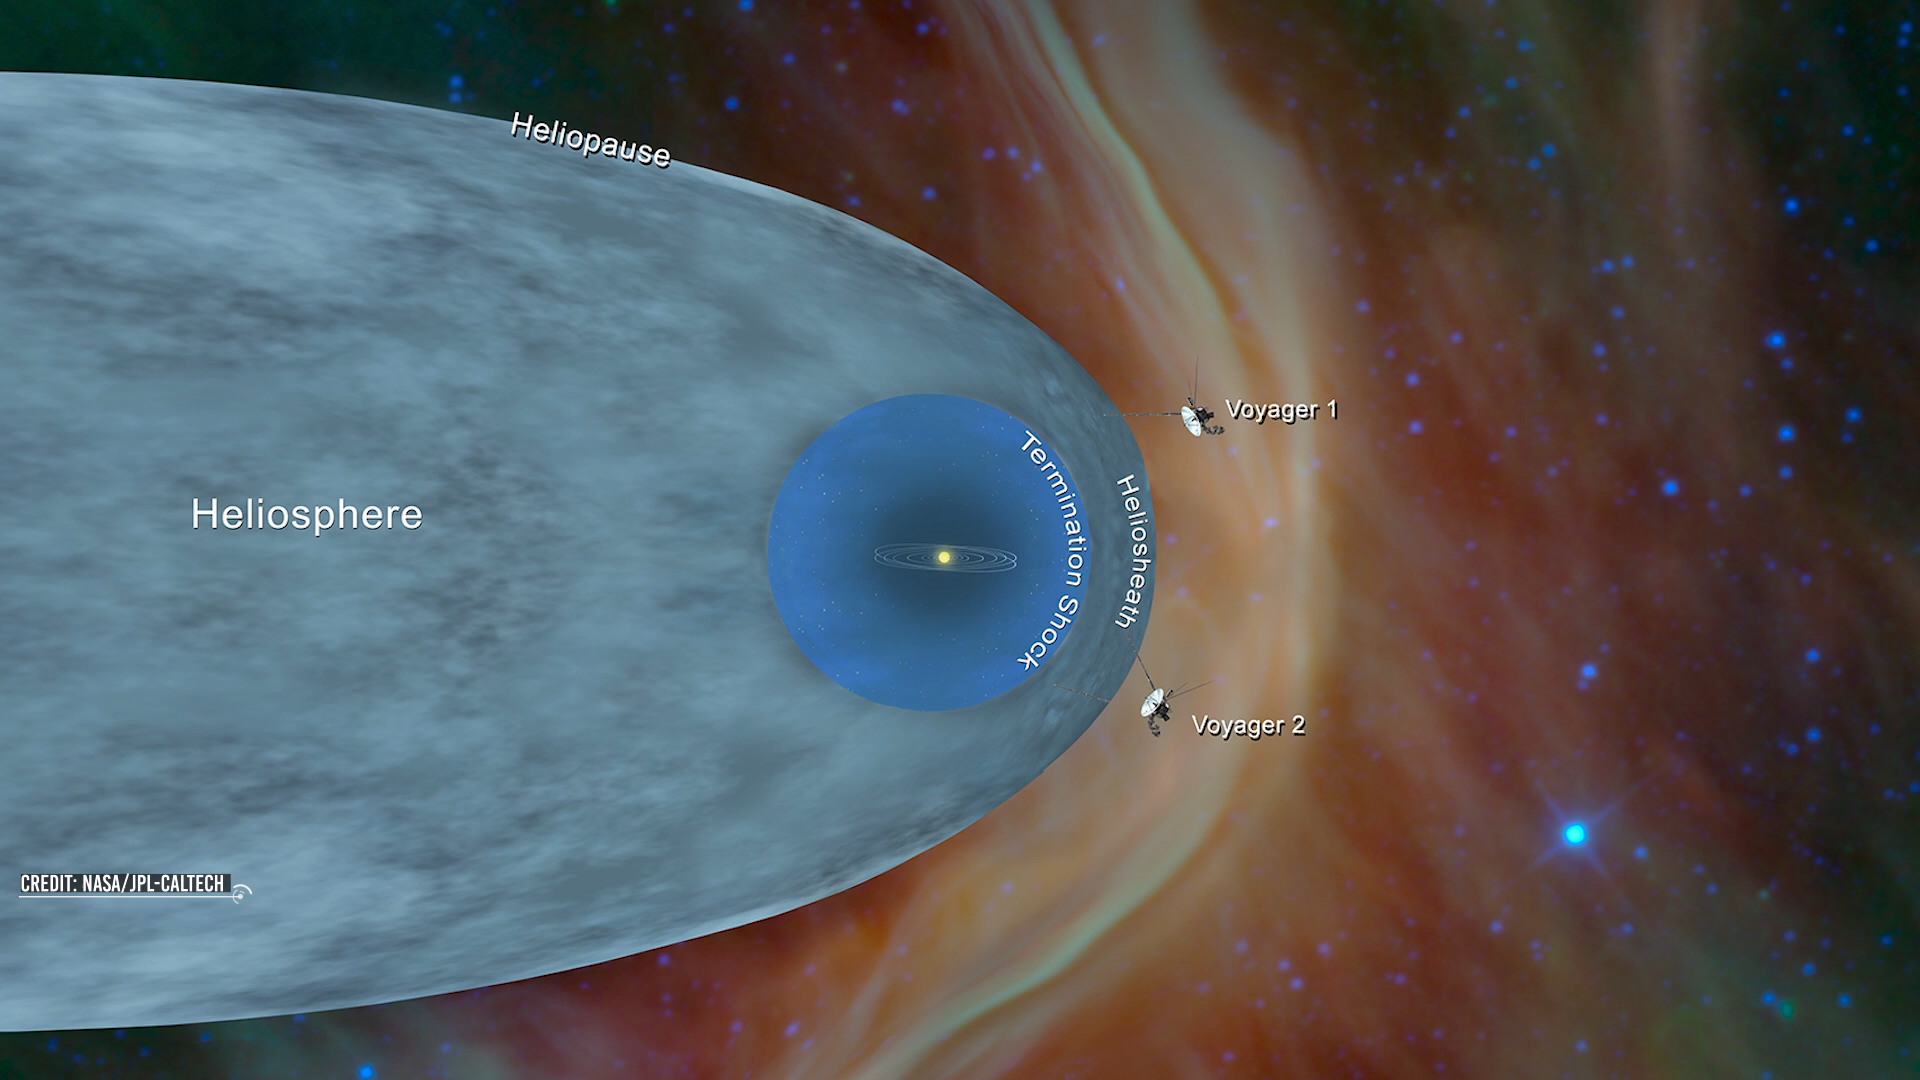 Heliopause
Voyager 1
Termination Shock
Heliosheath
Heliosphere
Voyager 2
CREDIT: NASA/JPL-CALTECH